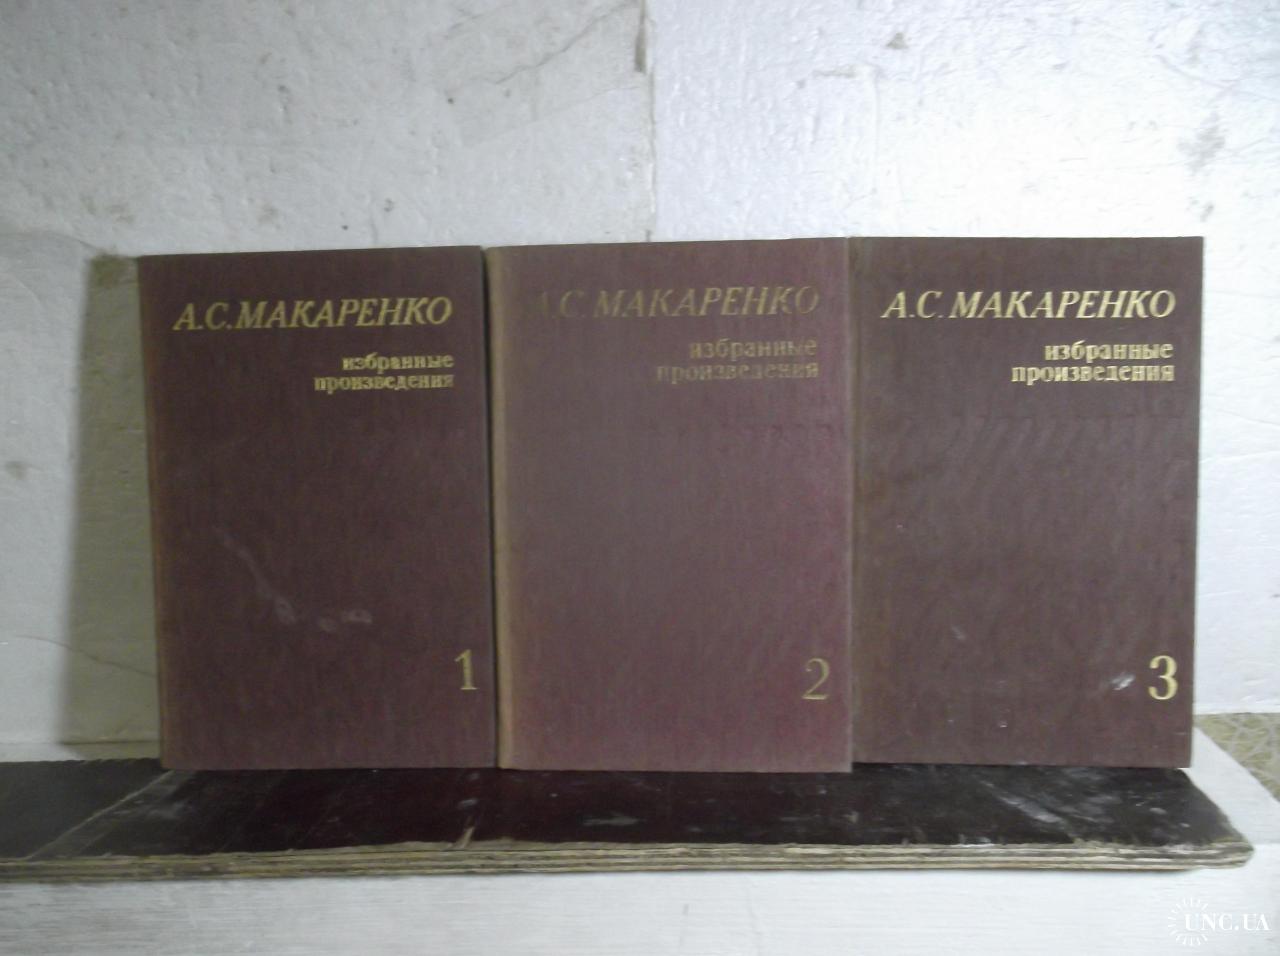 А.С.МАКАРЕНКО
избранные
произведения
1
А.С.МАКАРЕНКО
избранные
произведения
2
А.С.МАКАРЕНКО
избранные
произведения
3
UNC.UA